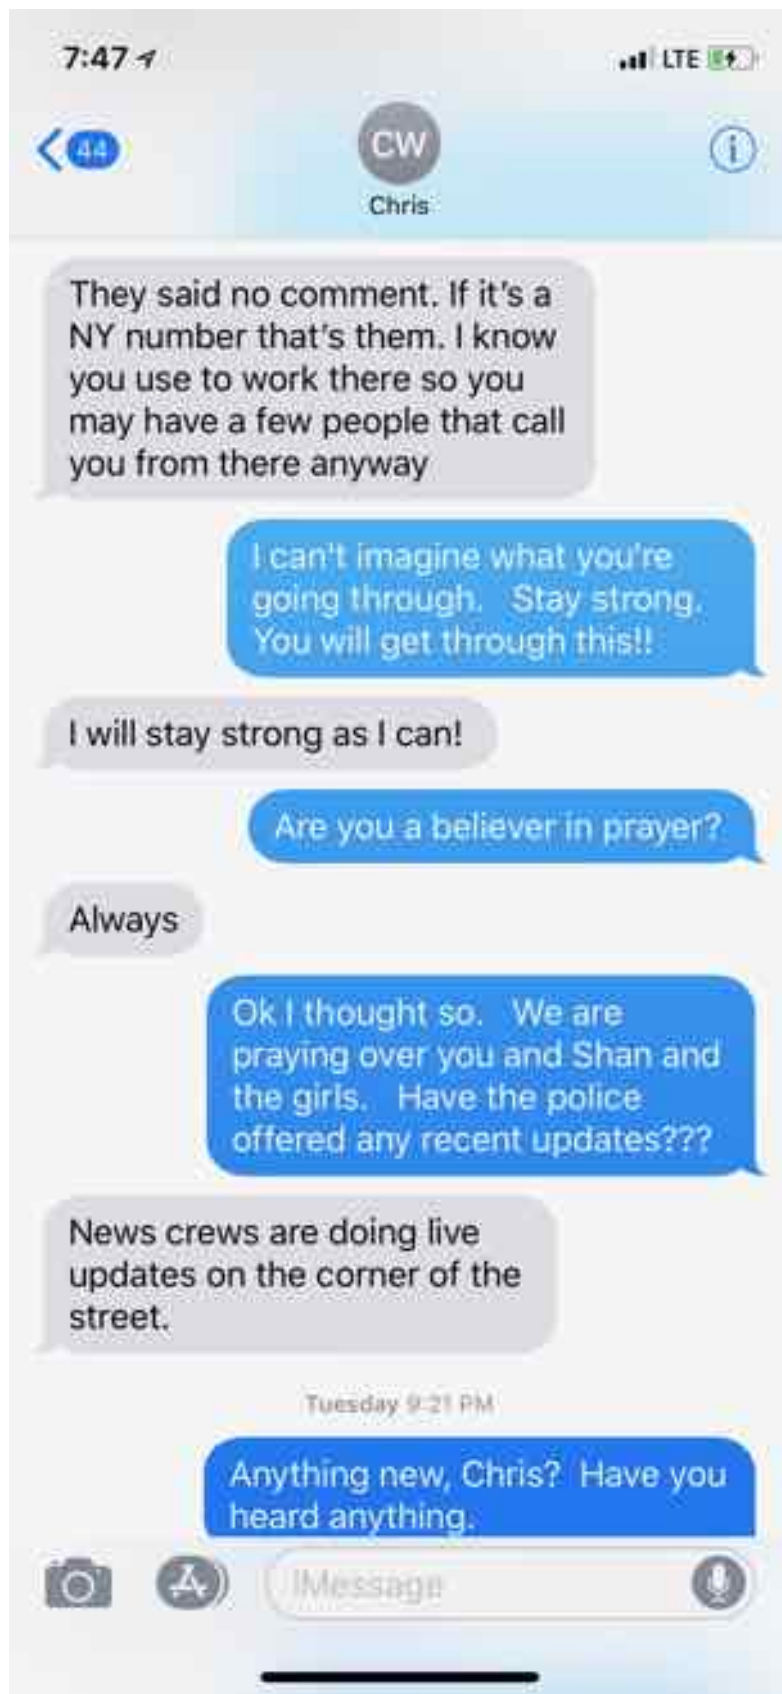 7:47
LTE
44
CW
Chris
They said no comment. If it's a
NY number that's them. I know
you use to work there so you
may have a few people that call
you from there anyway
I can't imagine what you're
going through.   Stay strong.
You will get through this!!
I will stay strong as I can!
Are you a believer in prayer?
Always
Ok I thought so.   We are
praying over you and Shan and
the girls.   Have the police
offered any recent updates???
News crews are doing live
updates on the corner of the
street.
Tuesday 9:21 PM
Anything new, Chris?  Have you
heard anything.
iMessage